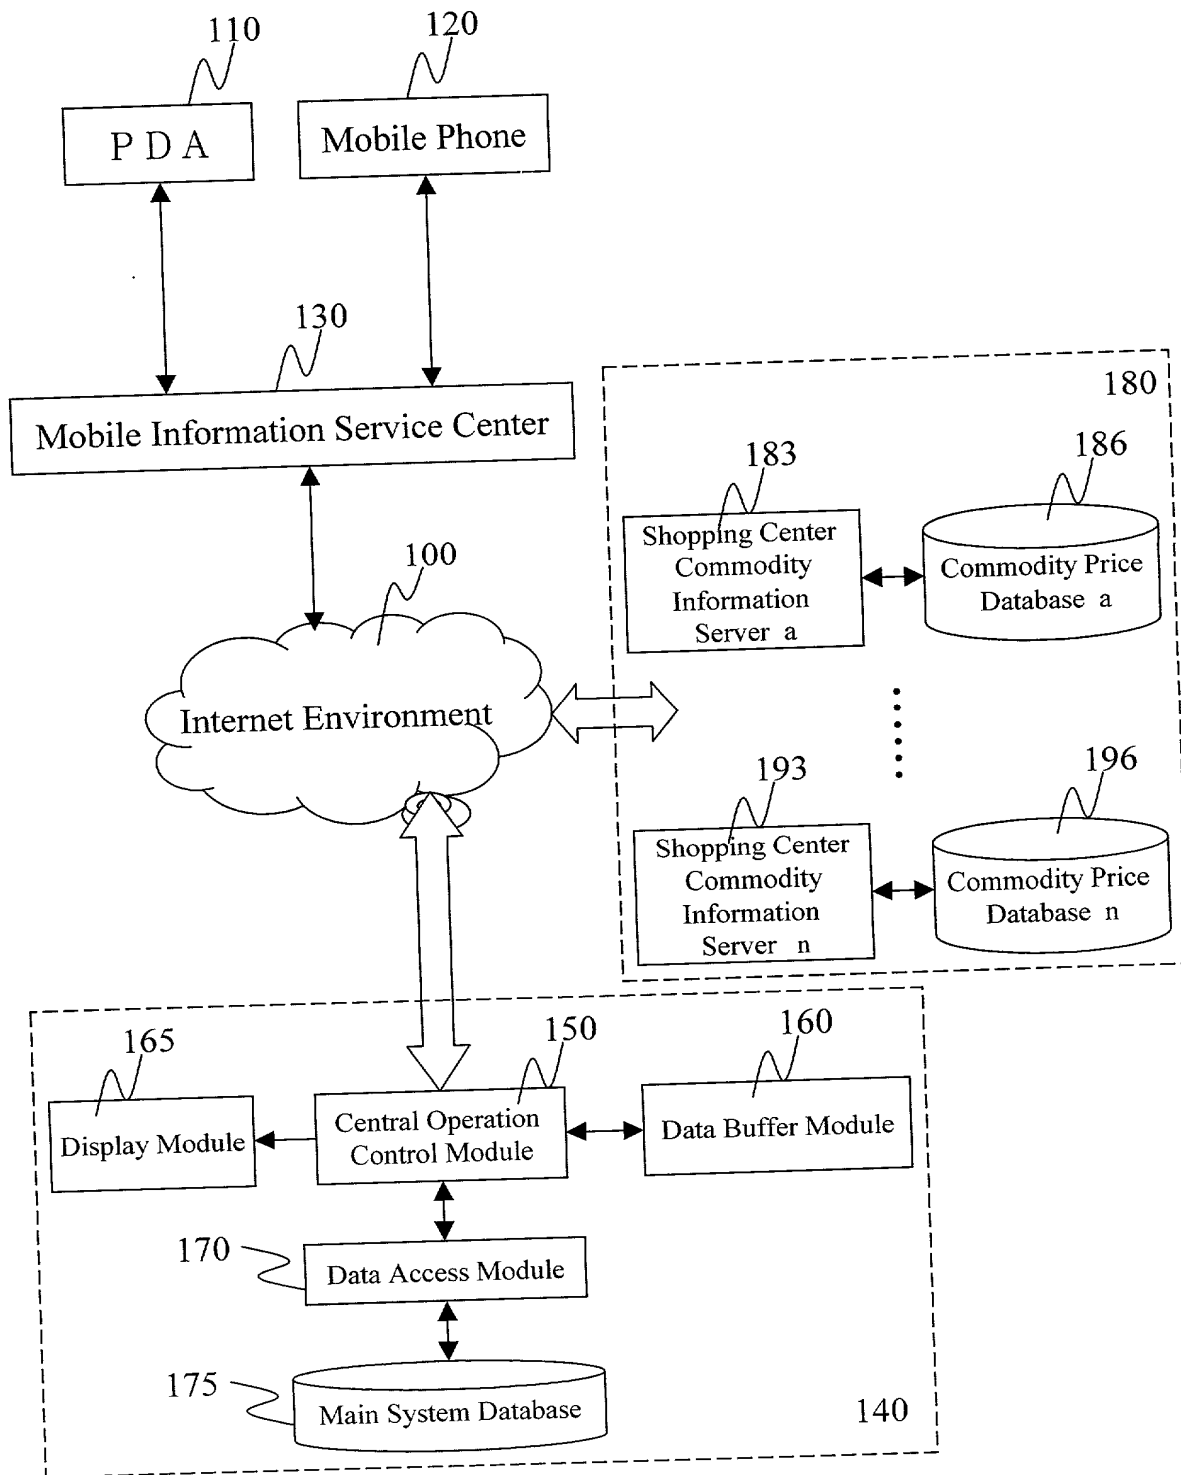 110
120
P D A
Mobile Phone
130
Mobile Information Service Center
180
183
186
Shopping Center
Commodity
Information
Server a
Commodity Price
Database a
100
Internet Environment
193
196
Shopping Center
Commodity
Information
Server n
Commodity Price
Database n
165
150
160
Display Module
Central Operation
Control Module
Data Buffer Module
170
Data Access Module
175
Main System Database
140